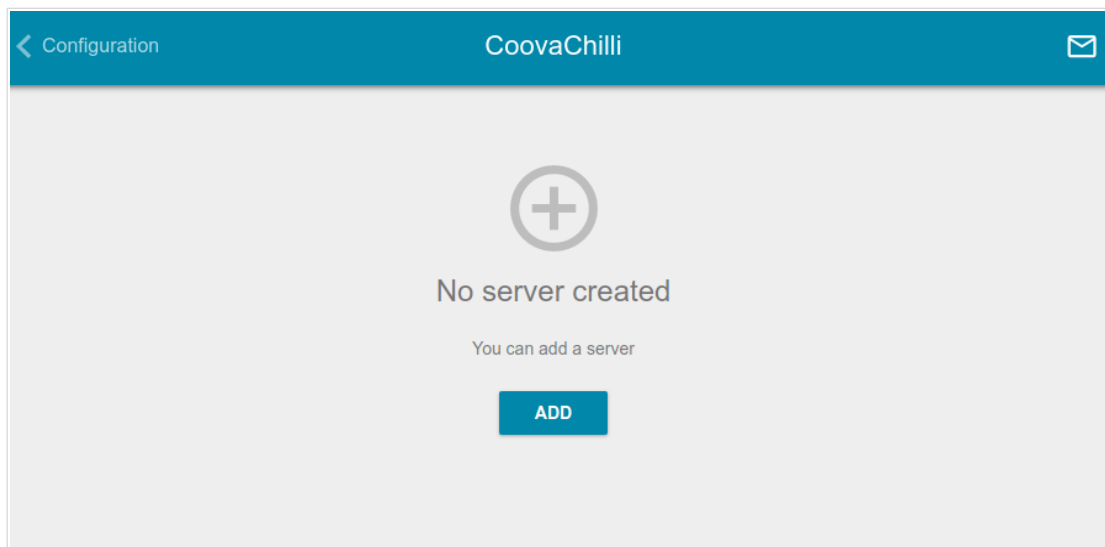 Configuration
CoovaChilli
No server created
You can add a server
ADD